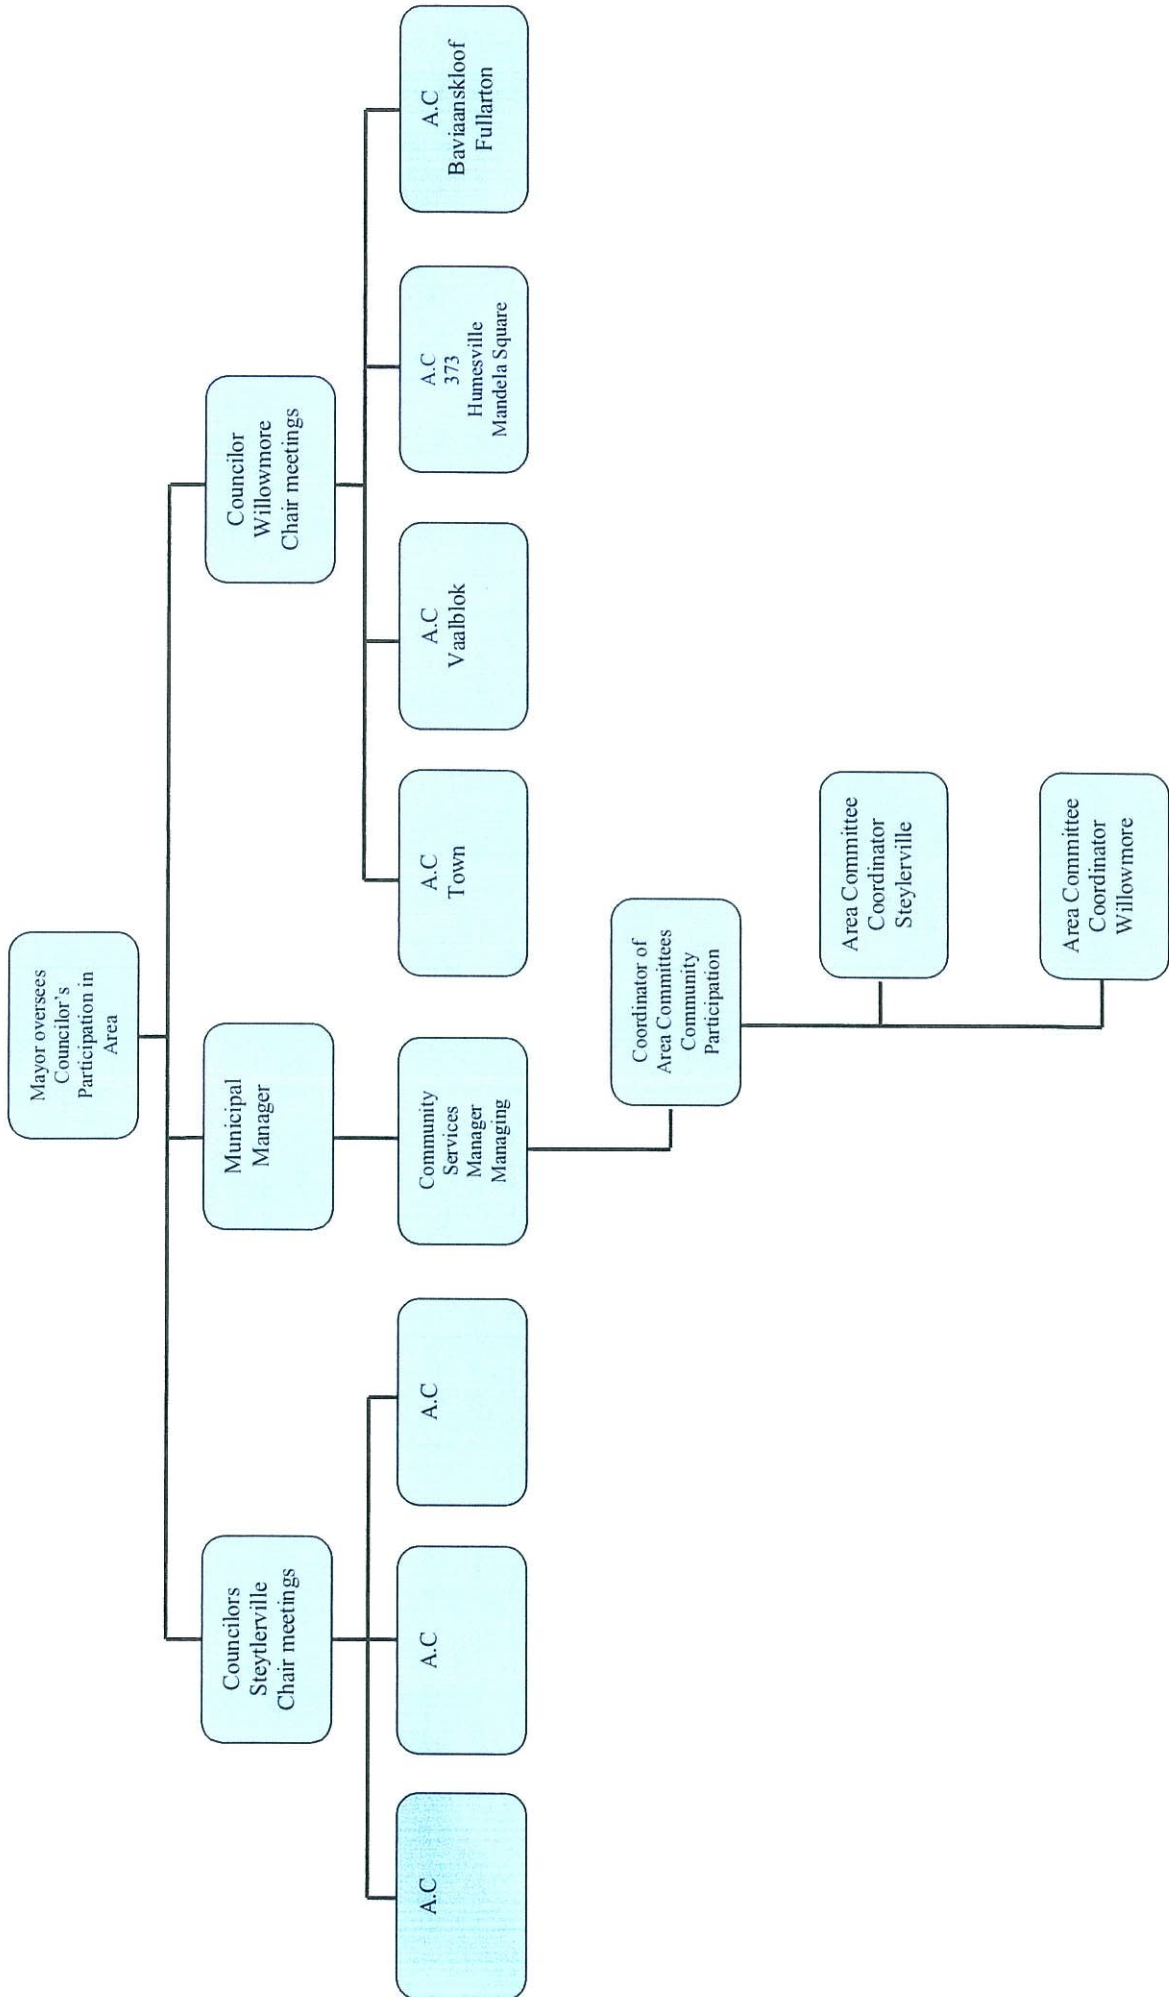 Mayor oversees
Councilor's
Participation in
Area
Councilors
Steytlerville
Chair meetings
Municipal
Manager
Councilor
Willowmore
Chair meetings
A.C
A.C
A.C
Community
Services
Manager
Managing
A.C
Town
A.C
Vaalblok
A.C
373
Humesville
Mandela Square
A.C
Baviaanskloof
Fullarton
Coordinator of
Area Committees
Community
Participation
Area Committee
Coordinator
Steylerville
Area Committee
Coordinator
Willowmore